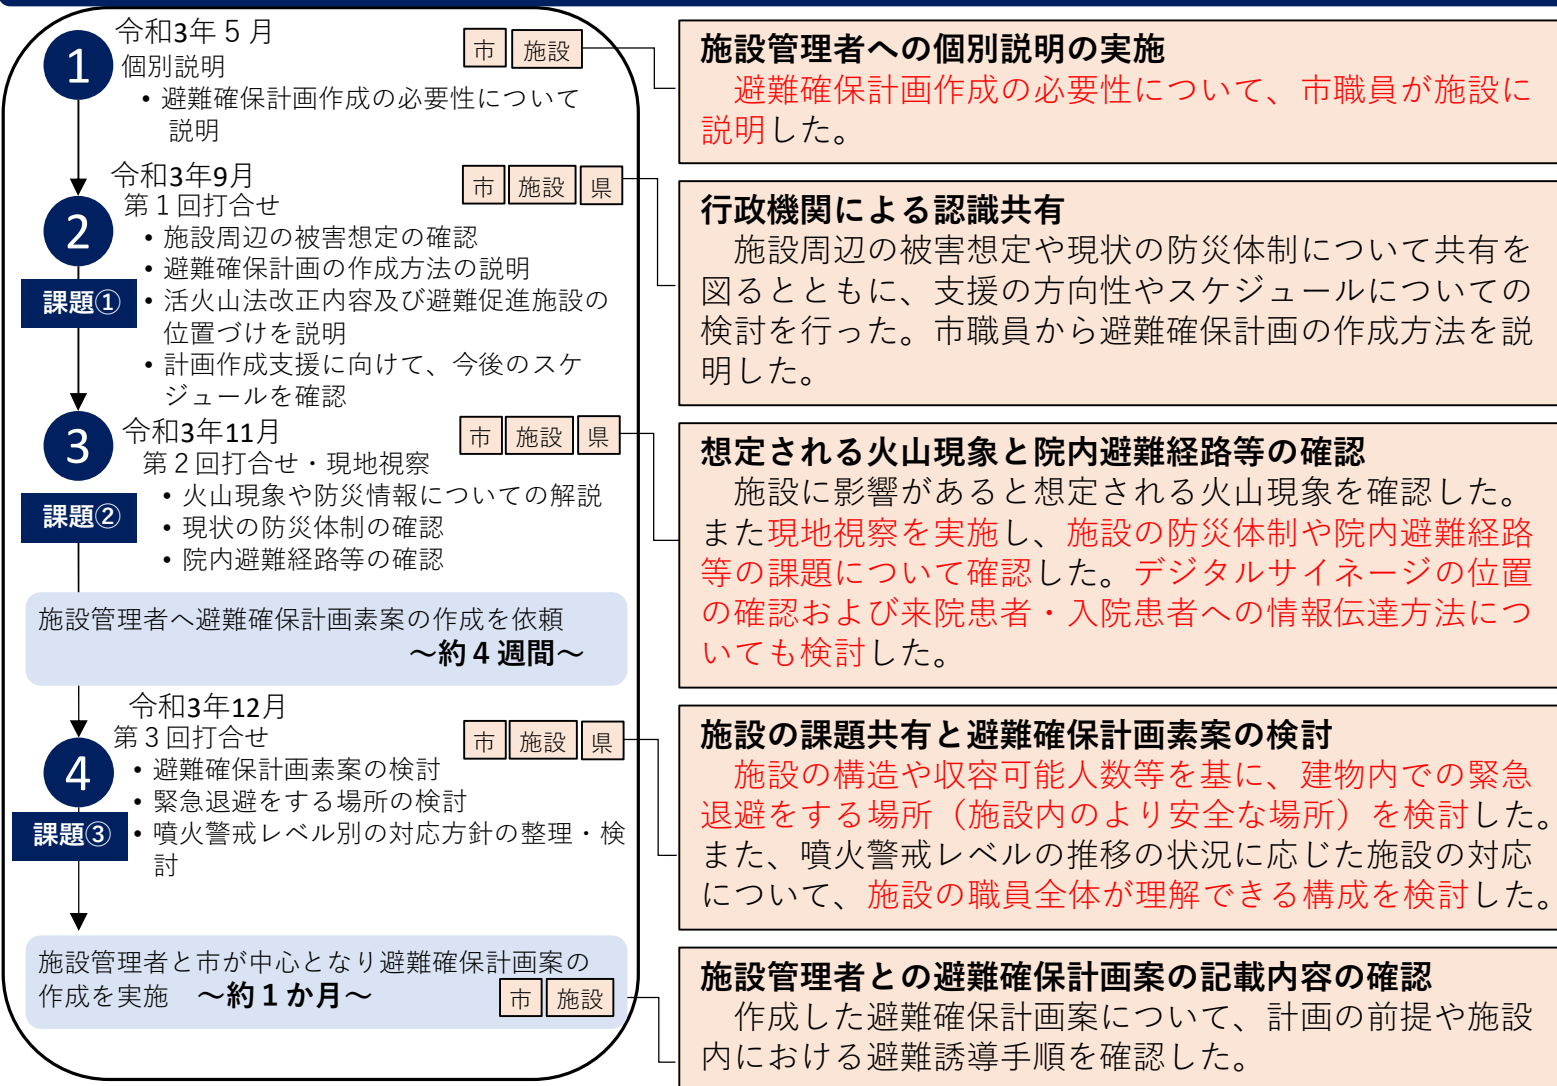 1
令和3年５月
個別説明
• 避難確保計画作成の必要性について
説明
市 施設
令和3年9月
2
第１回打合せ
市 施設 県
• 施設周辺の被害想定の確認
• 避難確保計画の作成方法の説明
課題①
• 活火山法改正内容及び避難促進施設の
位置づけを説明
• 計画作成支援に向けて、今後のスケ
ジュールを確認
3
令和3年11月
市 施設 県
第２回打合せ・現地視察
課題②
• 火山現象や防災情報についての解説
• 現状の防災体制の確認
• 院内避難経路等の確認
施設管理者へ避難確保計画素案の作成を依頼
～約４週間～
令和3年12月
4
第３回打合せ
市 施設 県
• 避難確保計画素案の検討
• 緊急退避をする場所の検討
課題③
• 噴火警戒レベル別の対応方針の整理・検
討
施設管理者と市が中心となり避難確保計画案の
作成を実施 ～約１か月～
市 施設
施設管理者への個別説明の実施
避難確保計画作成の必要性について、市職員が施設に
説明した。
行政機関による認識共有
施設周辺の被害想定や現状の防災体制について共有を
図るとともに、支援の方向性やスケジュールについての
検討を行った。市職員から避難確保計画の作成方法を説
明した。
想定される火山現象と院内避難経路等の確認
施設に影響があると想定される火山現象を確認した。
また現地視察を実施し、施設の防災体制や院内避難経路
等の課題について確認した。デジタルサイネージの位置
の確認および来院患者・入院患者への情報伝達方法につ
いても検討した。
施設の課題共有と避難確保計画素案の検討
施設の構造や収容可能人数等を基に、建物内での緊急
退避をする場所（施設内のより安全な場所）を検討した。
また、噴火警戒レベルの推移の状況に応じた施設の対応
について、施設の職員全体が理解できる構成を検討した。
施設管理者との避難確保計画案の記載内容の確認
作成した避難確保計画案について、計画の前提や施設
内における避難誘導手順を確認した。